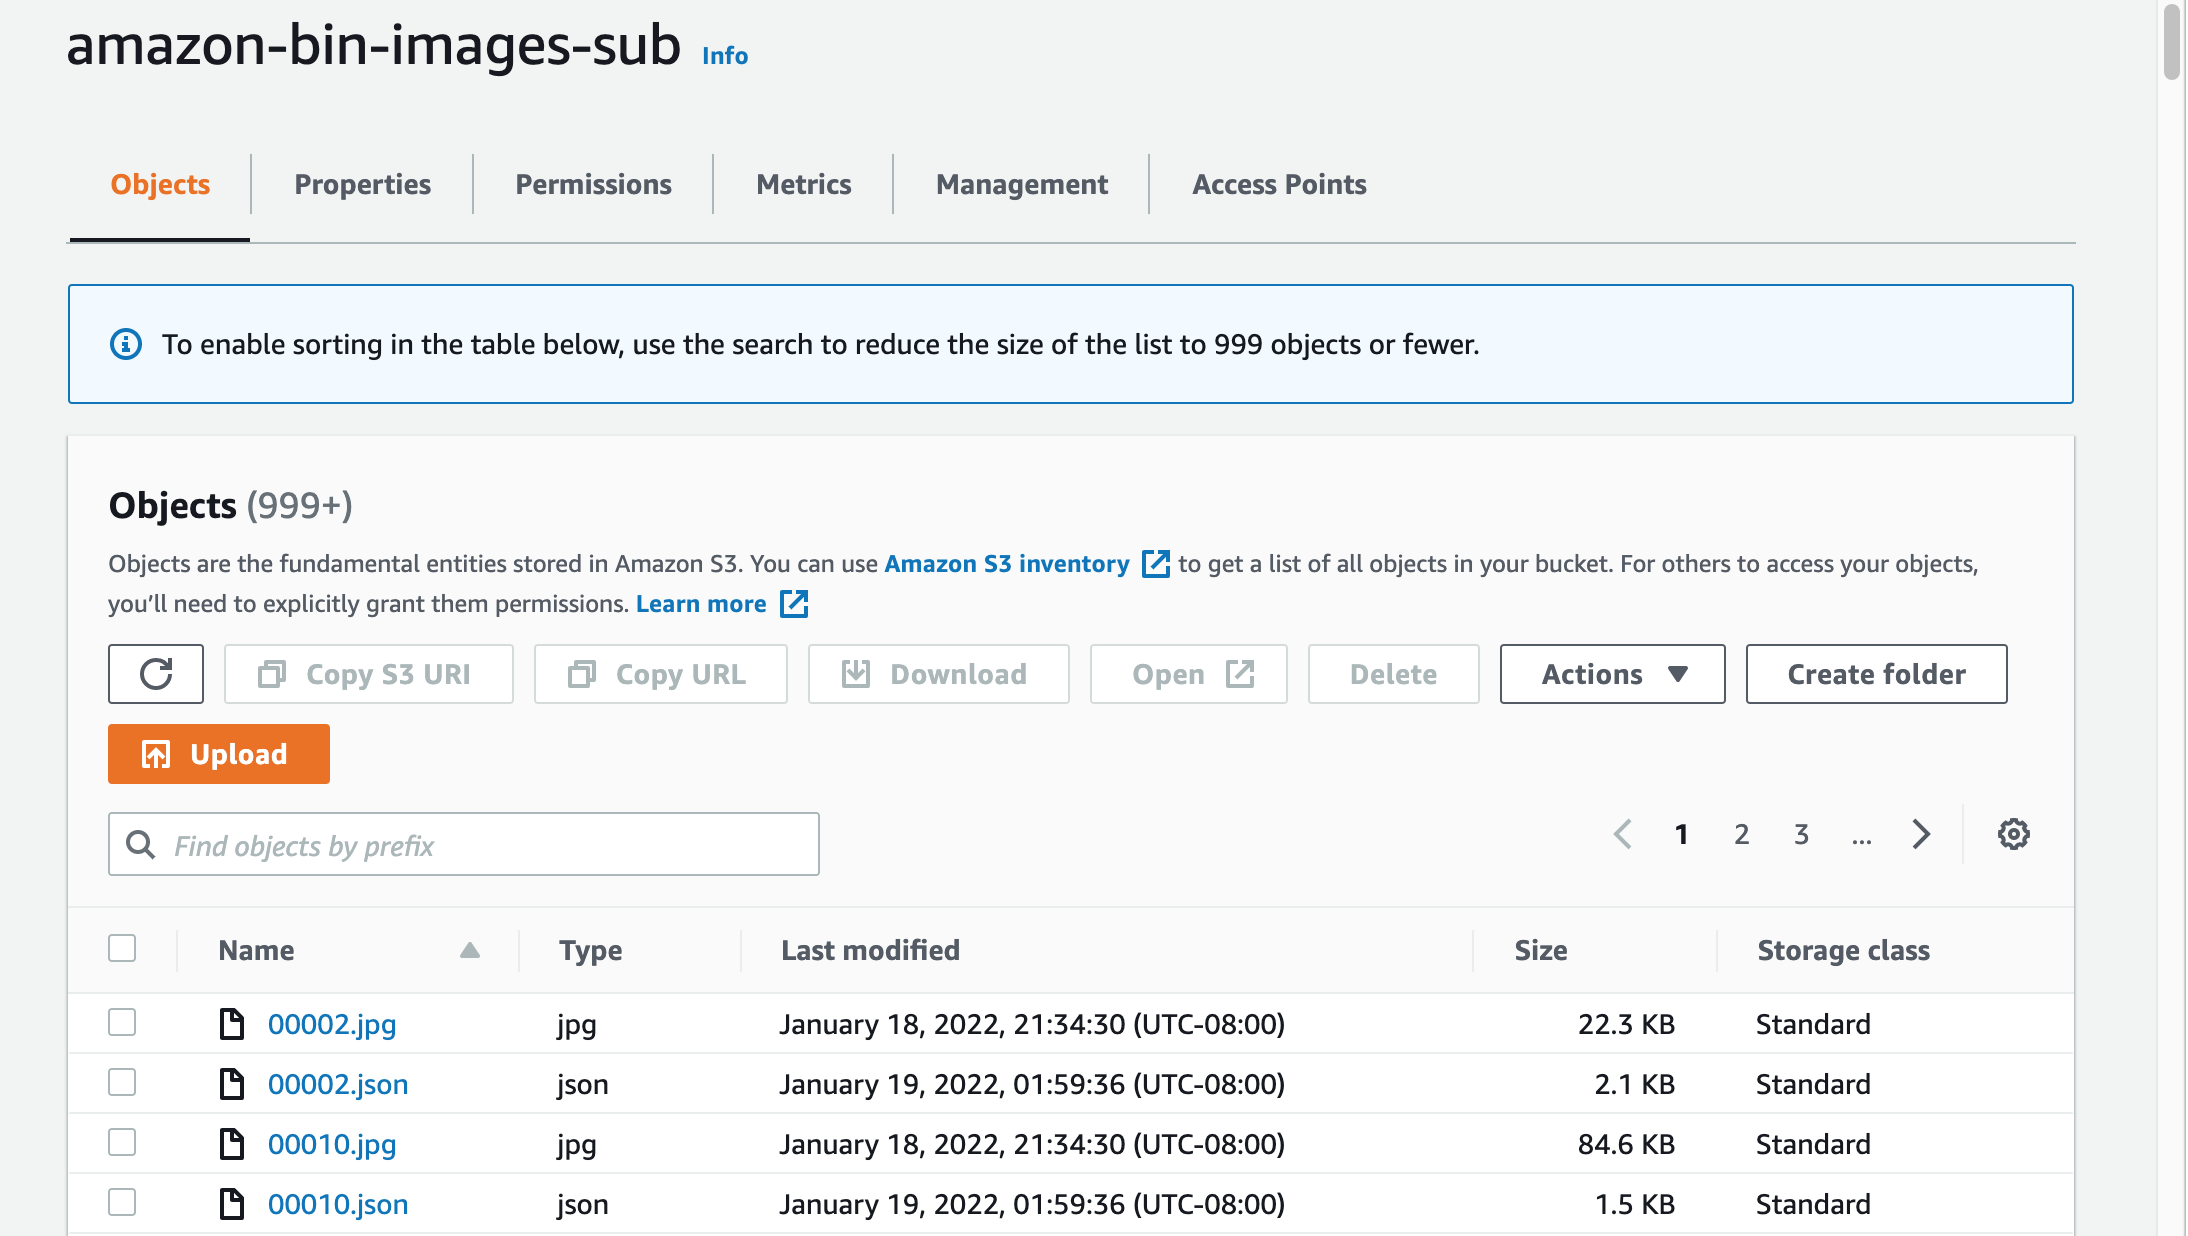 amazon-bin-images-sub Info
Objects Properties Permissions Metrics Management Access Points
To enable sorting in the table below, use the search to reduce the size of the list to 999 objects or fewer.
Objects (999+)
Objects are the fundamental entities stored in Amazon S3. You can use Amazon S3 inventory to get a list of all objects in your bucket. For others to access your objects,
you'll need to explicitly grant them permissions. Learn more
Copy S3 URI Copy URL Download Open Delete Actions Create folder
Upload
Find objects by prefix 1 2 3 ...
Name Type Last modified Size Storage class
00002.jpg jpg January 18, 2022, 21:34:30 (UTC-08:00) 22.3 KB Standard
00002.json json January 19, 2022, 01:59:36 (UTC-08:00) 2.1 KB Standard
00010.jpg jpg January 18, 2022, 21:34:30 (UTC-08:00) 84.6 KB Standard
00010.json json January 19, 2022, 01:59:36 (UTC-08:00) 1.5 KB Standard